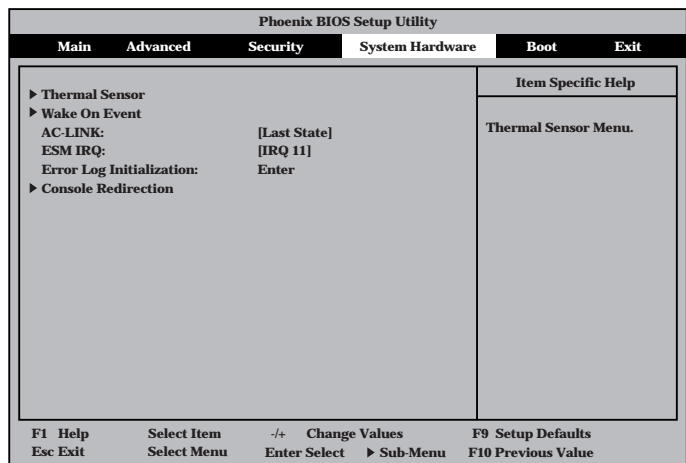 Phoenix BIOS Setup Utility
Main Advanced Security System Hardware Boot Exit
Item Specific Help
Thermal Sensor Menu.
▶ Thermal Sensor
▶ Wake On Event
AC-LINK: [Last State]
ESM IRQ: [IRQ 11]
Error Log Initialization: Enter
▶ Console Redirection
F1 Help Select Item -/+ Change Values F9 Setup Defaults
Esc Exit Select Menu Enter Select ▶ Sub-Menu F10 Previous Value